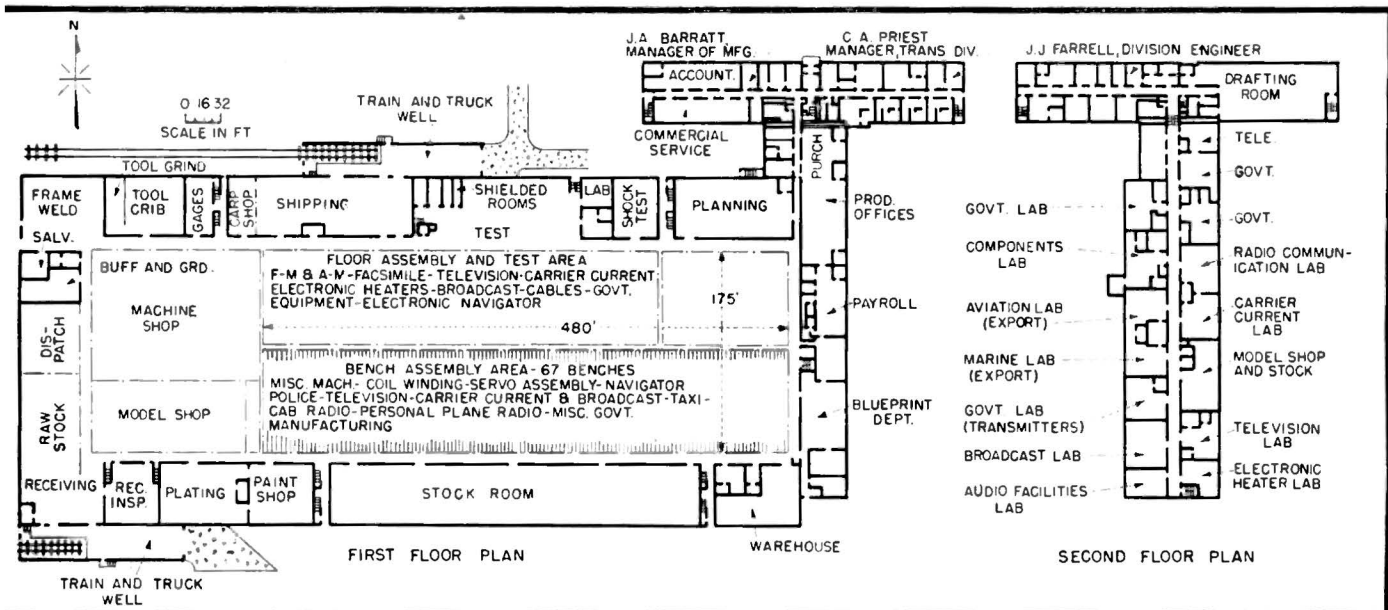 N
0 16 32
SCALE IN FT
TRAIN AND TRUCK
WELL
J.A BARRATT,
MANAGER OF MFG.
C A. PRIEST
MANAGER, TRANS DIV.
ACCOUNT.
COMMERCIAL
SERVICE
PURCH
J.J FARRELL, DIVISION ENGINEER
DRAFTING
ROOM
TOOL GRIND
FRAME
WELD
TOOL
CRIB
GAGES
CARP
SHOP
SHIPPING
SHIELDED
ROOMS
TEST
LAB
SHOCK
TEST
PLANNING
PROD.
OFFICES
SALV.
BUFF AND GRD.
MACHINE
SHOP
FLOOR ASSEMBLY AND TEST AREA
F-M & A-M-FACSIMILE-TELEVISION-CARRIER CURRENT
ELECTRONIC HEATERS-BROADCAST-CABLES-GOVT.
EQUIPMENT-ELECTRONIC NAVIGATOR
175'
480'
PAYROLL
DIS-
PATCH
RAW
STOCK
MODEL SHOP
BENCH ASSEMBLY AREA-67 BENCHES
MISC. MACH.- COIL WINDING-SERVO ASSEMBLY-NAVIGATOR
POLICE-TELEVISION-CARRIER CURRENT & BROADCAST-TAXI-
CAB RADIO-PERSONAL PLANE RADIO-MISC. GOVT.
MANUFACTURING
BLUEPRINT
DEPT.
RECEIVING
REC.
INSP.
PLATING
PAINT
SHOP
STOCK ROOM
WAREHOUSE
TRAIN AND TRUCK
WELL
FIRST FLOOR PLAN
GOVT. LAB
COMPONENTS
LAB
AVIATION LAB
(EXPORT)
MARINE LAB
(EXPORT)
GOVT LAB
(TRANSMITTERS)
BROADCAST LAB
AUDIO FACILITIES
LAB
TELE.
GOVT.
GOVT.
RADIO COMMUN-
ICATION LAB
CARRIER
CURRENT
LAB
MODEL SHOP
AND STOCK
TELEVISION
LAB
ELECTRONIC
HEATER LAB
SECOND FLOOR PLAN